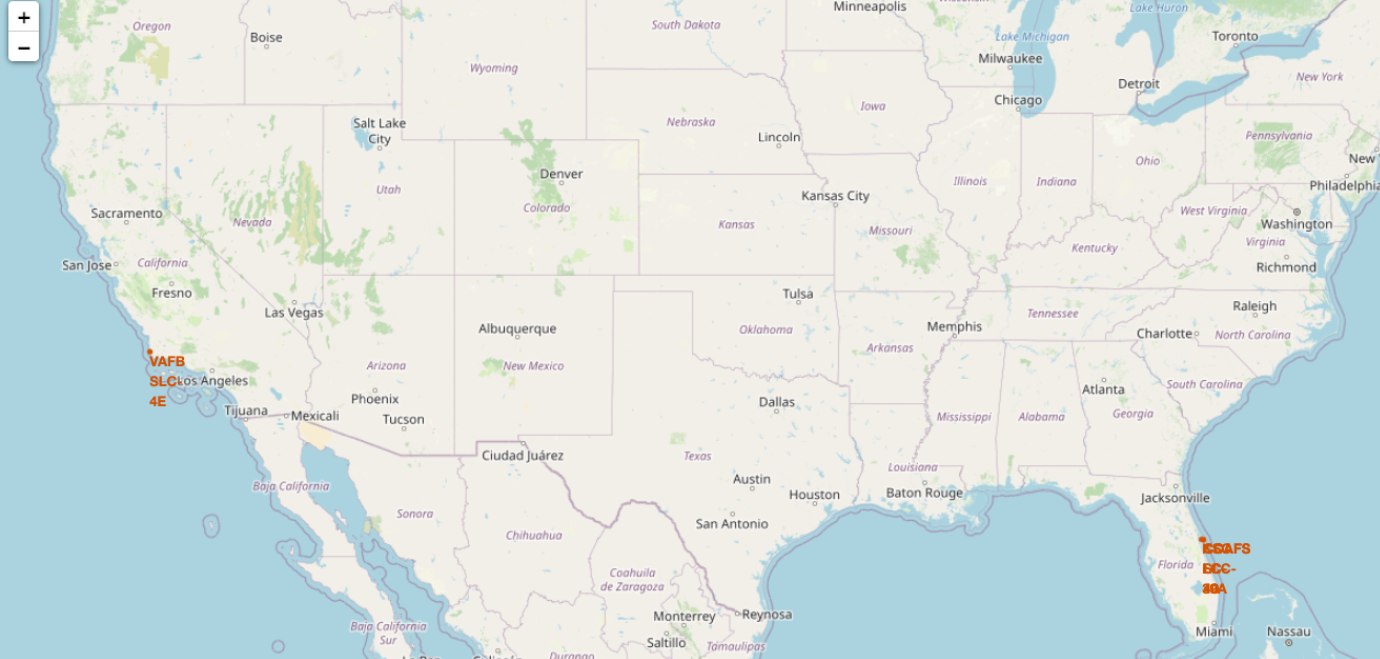 +
−
Minneapolis
Oregon
South Dakota
Lake Huron
Boise
Lake Michigan
Toronto
Milwaukee
Wyoming
New York
Detroit
Chicago
Iowa
Salt Lake
City
Nebraska
Lincoln
Pennsylvania
New
Ohio
Denver
Utah
Illinois
Indiana
Philadelphia
Kansas City
Colorado
Sacramento
Nevada
Kansas
Missouri
West Virginia
Washington
Virginia
Kentucky
San Jose
California
Richmond
Fresno
Tulsa
Las Vegas
Raleigh
Tennessee
Albuquerque
Memphis
Oklahoma
Charlotte
North Carolina
Arkansas
VAFB
SLC-
4E
Arizona
New Mexico
Los Angeles
South Carolina
Atlanta
Phoenix
Dallas
Tijuana
Mexicali
Tucson
Mississippi
Alabama
Georgia
Ciudad Juárez
Texas
Louisiana
Austin
Baja California
Houston
Baton Rouge
Jacksonville
Sonora
San Antonio
Chihuahua
Florida
Coahuila
de Zaragoza
Monterrey
Reynosa
Baja California
Sur
Miami
Nassau
Saltillo
Tamaulipas
Durango